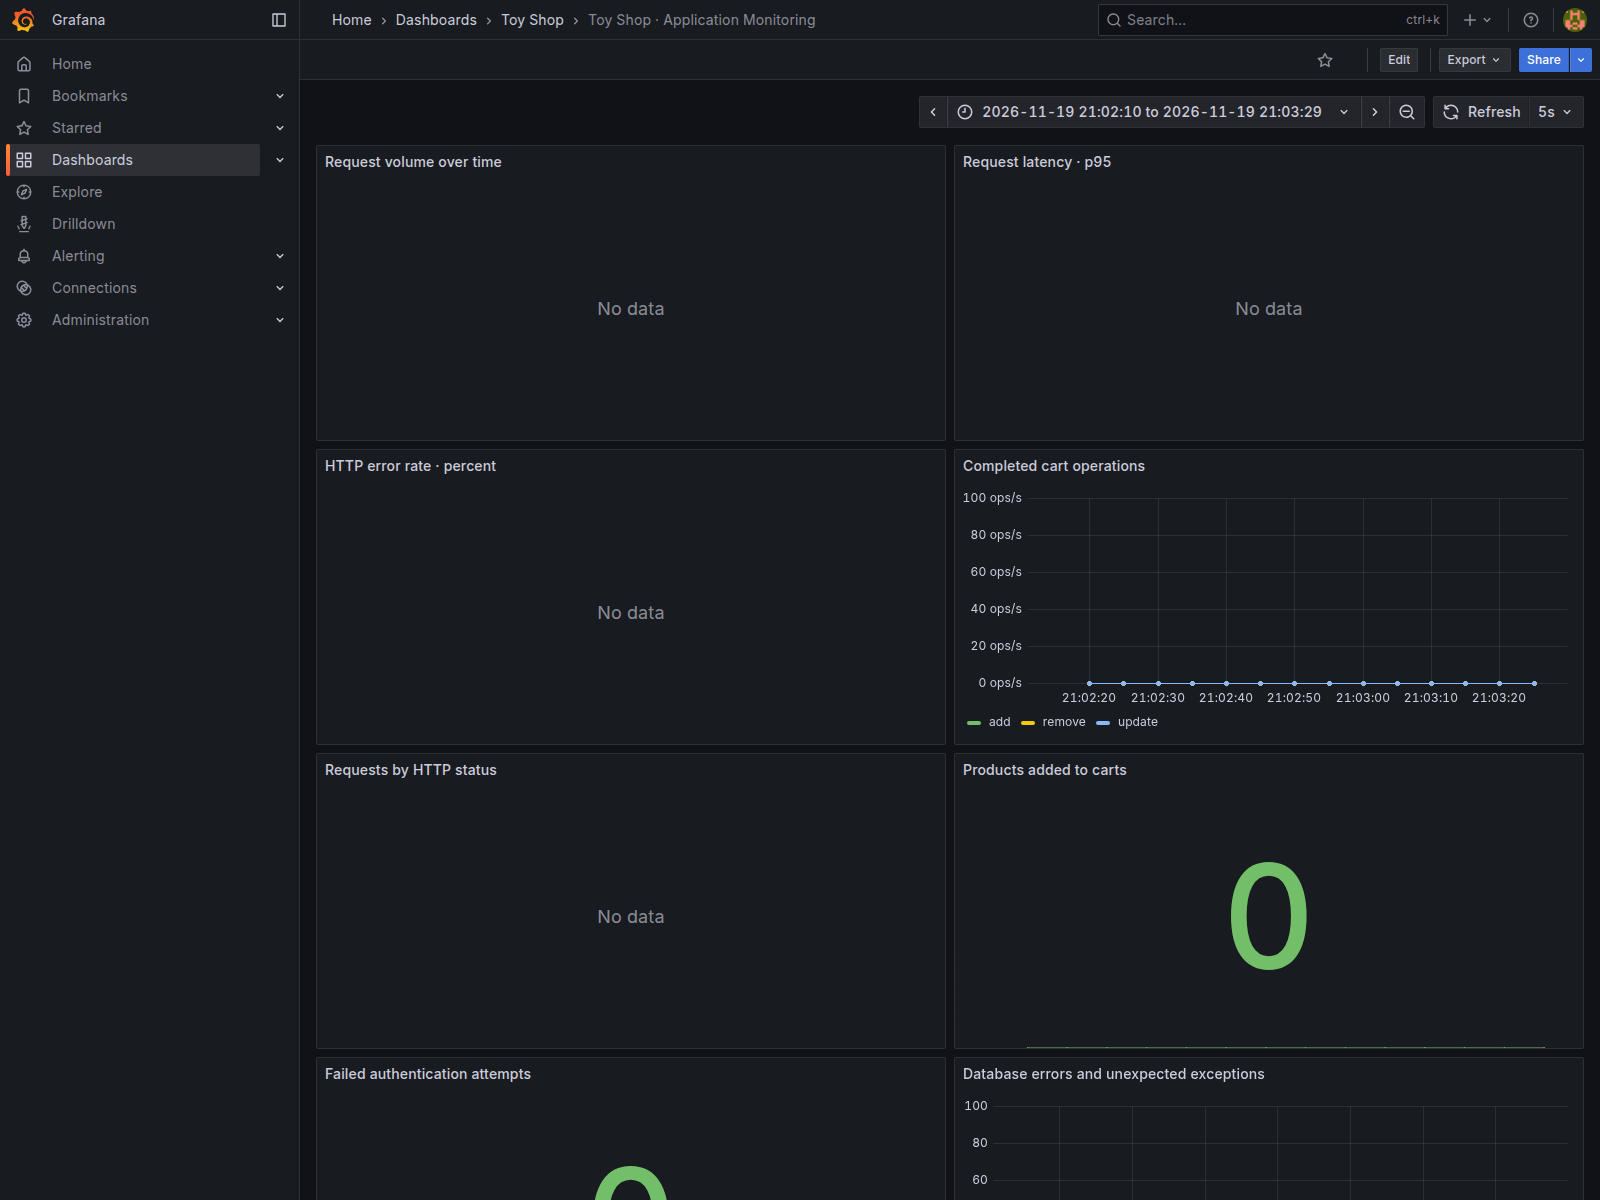 Grafana
Home › Dashboards › Toy Shop › Toy Shop · Application Monitoring
Search...
ctrl+k
Home
Bookmarks
Starred
Dashboards
Explore
Drilldown
Alerting
Connections
Administration
Edit
Export
Share
2026-11-19 21:02:10 to 2026-11-19 21:03:29
Refresh
5s
Request volume over time
No data
Request latency · p95
No data
HTTP error rate · percent
No data
Completed cart operations
100 ops/s
80 ops/s
60 ops/s
40 ops/s
20 ops/s
0 ops/s
21:02:20 21:02:30 21:02:40 21:02:50 21:03:00 21:03:10 21:03:20
add remove update
Requests by HTTP status
No data
Products added to carts
0
Failed authentication attempts
0
Database errors and unexpected exceptions
100
80
60